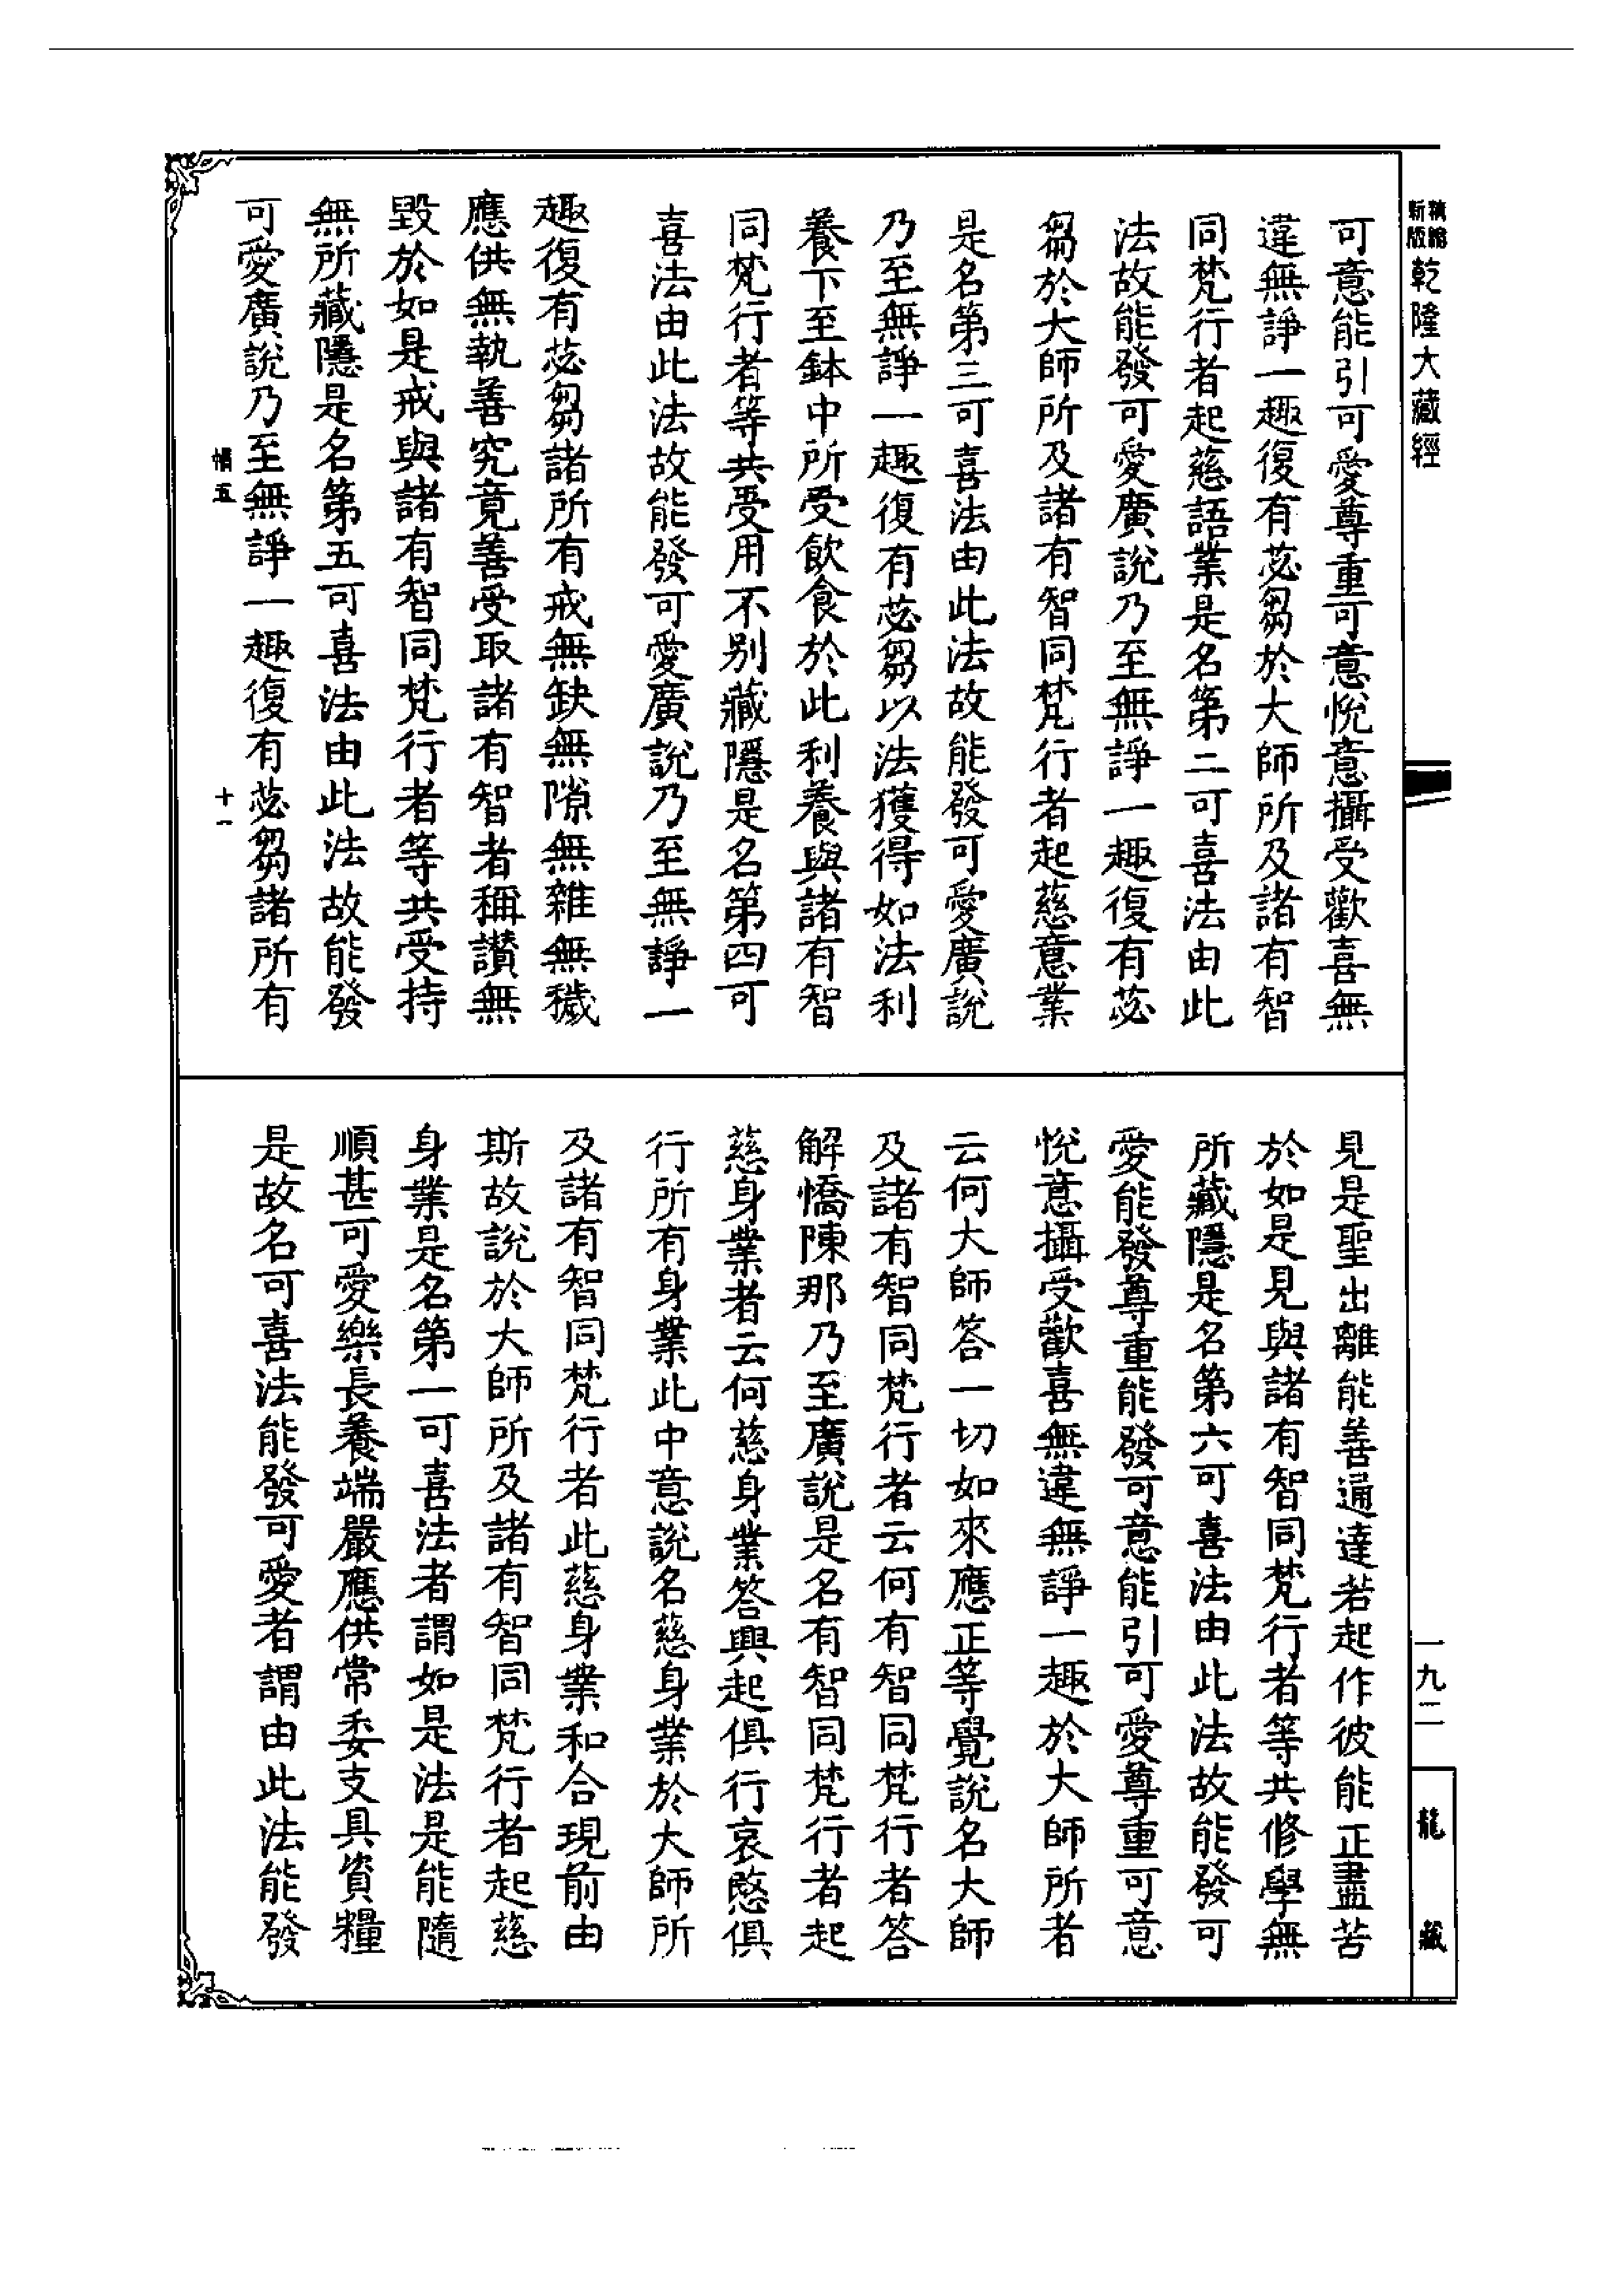 新版精縮乾隆大藏經
可意能引可愛尊重可意悅意攝受歡喜無
違無諍一趣復有苾芻於大師所及諸有智
同梵行者起慈語業是名第二可喜法由此
法故能發可愛廣說乃至無諍一趣復有苾
芻於大師所及諸有智同梵行者起慈意業
是名第三可喜法由此法故能發可愛廣說
乃至無諍一趣復有苾芻以法獲得如法利
養下至鉢中所受飲食於此利養與諸有智
同梵行者等共受用不別藏隱是名第四可
喜法由此法故能發可愛廣說乃至無諍一
趣復有苾芻諸所有戒無缺無隙無雜無穢
應供無執善究竟善受取諸有智者稱讚無
毀於如是戒與諸有智同梵行者等共受持
無所藏隱是名第五可喜法由此法故能發
可愛廣說乃至無諍一趣復有苾芻諸所有
十一
見是聖出離能善通達若起作彼能正盡苦
於如是見與諸有智同梵行者等共修學無
所藏隱是名第六可喜法由此法故能發可
愛能發尊重能發可意能引可愛尊重可意
悅意攝受歡喜無違無諍一趣於大師所者
云何大師答一切如來應正等覺說名大師
及諸有智同梵行者云何有智同梵行者答
解憍陳那乃至廣說是名有智同梵行者起
慈身業者云何慈身業答興起俱行哀愍俱
行所有身業此中意說名慈身業於大師所
及諸有智同梵行者此慈身業和合現前由
斯故說於大師所及諸有智同梵行者起慈
身業是名第一可喜法者謂如是法是能隨
順甚可愛樂長養端嚴應供常委支具資糧
是故名可喜法能發可愛者謂由此法能發
一九二
龍藏